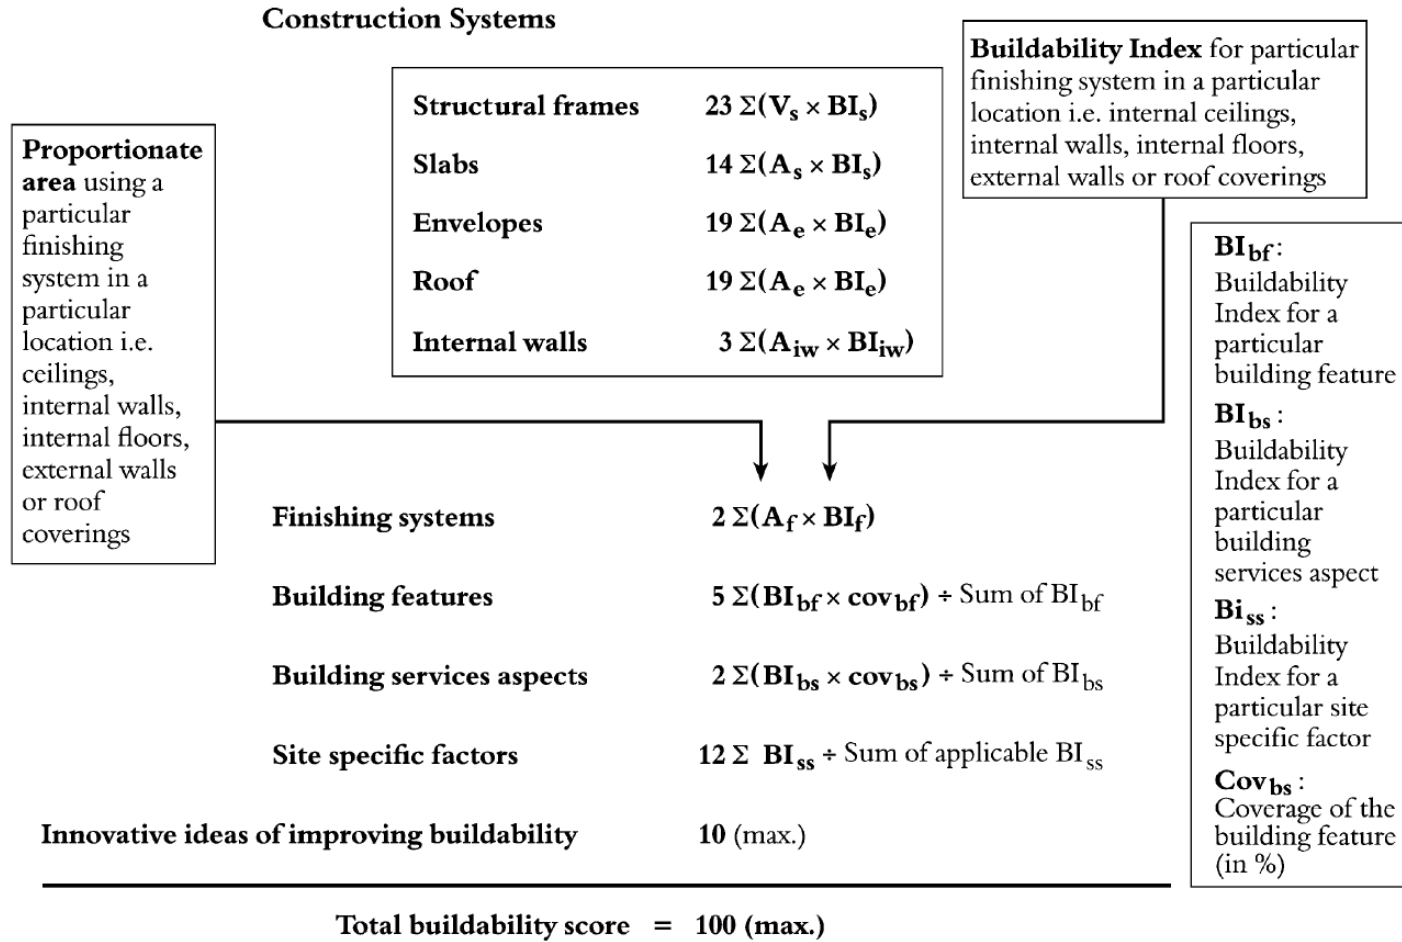 Construction Systems
Structural frames 23 Σ(Vs × BIs)
Slabs 14 Σ(As × BIs)
Envelopes 19 Σ(Ae × BIe)
Roof 19 Σ(Ae × BIe)
Internal walls 3 Σ(Aiw × BIiw)
Buildability Index for particular
finishing system in a particular
location i.e. internal ceilings,
internal walls, internal floors,
external walls or roof coverings
Proportionate
area using a
particular
finishing
system in a
particular
location i.e.
ceilings,
internal walls,
internal floors,
external walls
or roof
coverings
Finishing systems 2 Σ(Af × BIf)
Building features 5 Σ(BIbf × covbf) ÷ Sum of BIbf
Building services aspects 2 Σ(BIbs × covbs) ÷ Sum of BIbs
Site specific factors 12 Σ BIss ÷ Sum of applicable BIss
Innovative ideas of improving buildability 10 (max.)
Total buildability score = 100 (max.)
BIbf :
Buildability
Index for a
particular
building feature
BIbs :
Buildability
Index for a
particular
building
services aspect
Biss :
Buildability
Index for a
particular site
specific factor
Covbs :
Coverage of the
building feature
(in %)